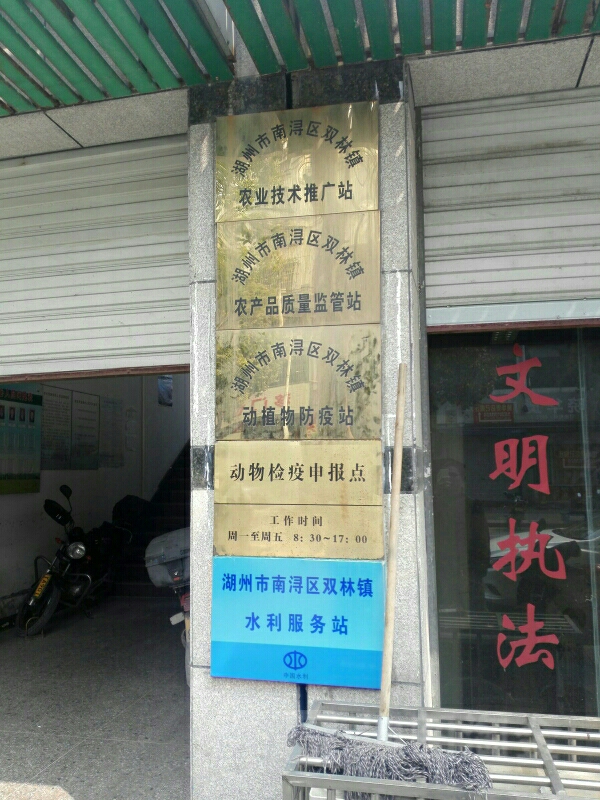 湖州市南浔区双林镇
农业技术推广站
湖州市南浔区双林镇
农产品质量监管站
湖州市南浔区双林镇
动植物防疫站
动物检疫申报点
工作时间
周一至周五 8:30~17:00
湖州市南浔区双林镇
水利服务站
中国水利
文明执法